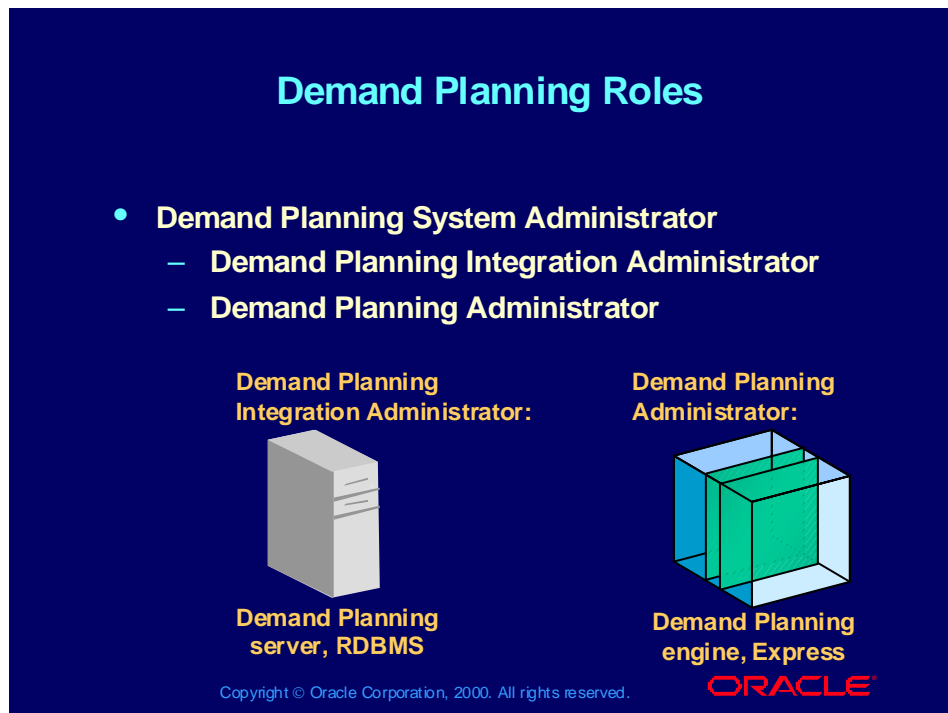 Demand Planning Roles
• Demand Planning System Administrator
– Demand Planning Integration Administrator
– Demand Planning Administrator
Demand Planning
Integration Administrator:
Demand Planning
Administrator:
Demand Planning
server, RDBMS
Demand Planning
engine, Express
Copyright © Oracle Corporation, 2000. All rights reserved.
ORACLE®